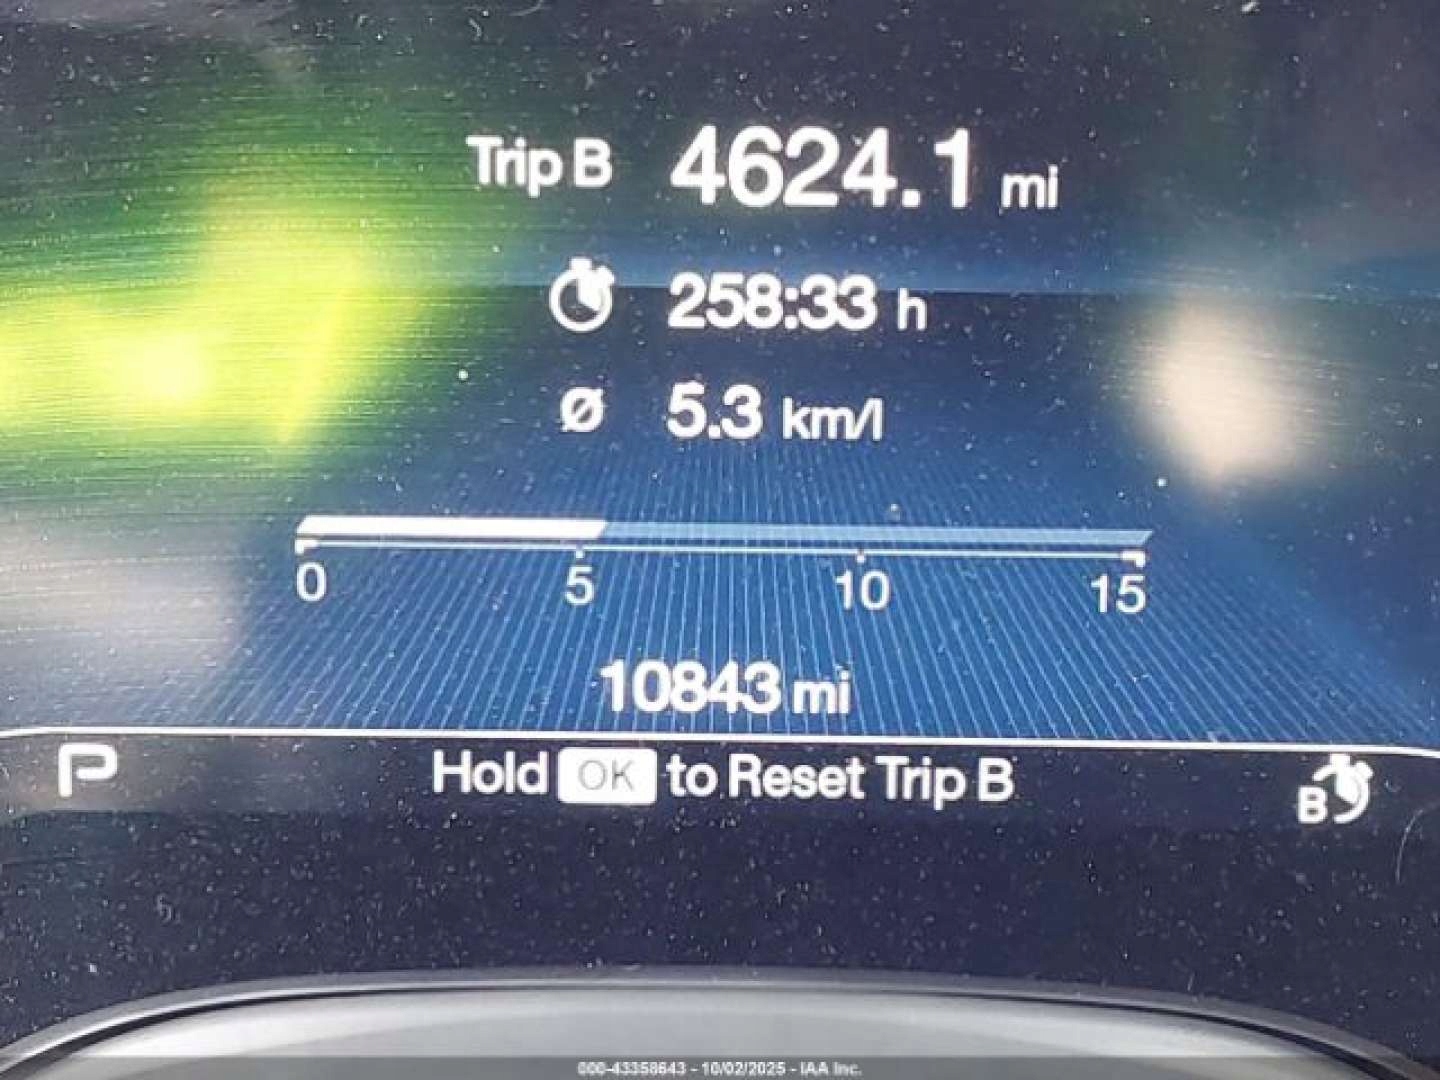 Trip B 4624.1 mi
258:33 h
Ø 5.3 km/l
0 5 10 15
10843 mi
P Hold OK to Reset Trip B B
000-43358643 - 10/02/2025 - IAA Inc.